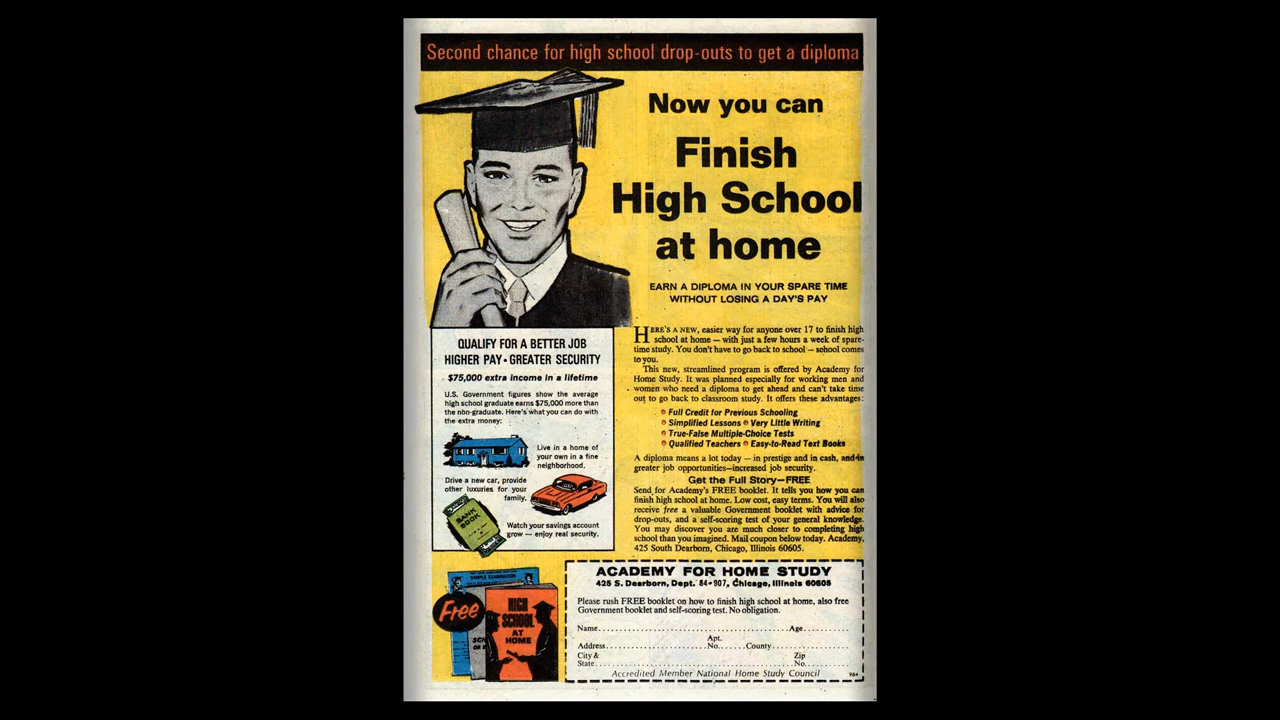 Second chance for high school drop-outs to get a diploma
Now you can
Finish
High School
at home
EARN A DIPLOMA IN YOUR SPARE TIME
WITHOUT LOSING A DAY'S PAY
QUALIFY FOR A BETTER JOB
HIGHER PAY • GREATER SECURITY
$75,000 extra income in a lifetime
U.S. Government figures show the average
high school graduate earns $75,000 more than
the non-graduate. Here's what you can do with
the extra money:
Live in a home of
your own in a fine
neighborhood.
Drive a new car, provide
other luxuries for your
family.
BANK
BOOK
Watch your savings account
grow — enjoy real security.
HERE'S A NEW, easier way for anyone over 17 to finish high
school at home — with just a few hours a week of spare-
time study. You don't have to go back to school — school comes
to you.
This new, streamlined program is offered by Academy for
Home Study. It was planned especially for working men and
women who need a diploma to get ahead and can't take time
out to go back to classroom study. It offers these advantages:
• Full Credit for Previous Schooling
• Simplified Lessons • Very Little Writing
• True-False Multiple-Choice Tests
• Qualified Teachers • Easy-to-Read Text Books
A diploma means a lot today — in prestige and in cash, and in
greater job opportunities—increased job security.
Get the Full Story—FREE
Send for Academy's FREE booklet. It tells you how you can
finish high school at home. Low cost, easy terms. You will also
receive free a valuable Government booklet with advice for
drop-outs, and a self-scoring test of your general knowledge.
You may discover you are much closer to completing high
school than you imagined. Mail coupon below today. Academy,
425 South Dearborn, Chicago, Illinois 60605.
Free
SAMPLE EXAMINATION
HIGH
SCHOOL
AT
HOME
ACADEMY FOR HOME STUDY
425 S. Dearborn, Dept. 84-907, Chicago, Illinois 60605
Please rush FREE booklet on how to finish high school at home, also free
Government booklet and self-scoring test. No obligation.
Name Age
Address Apt. No. County
City & State Zip No.
Accredited Member National Home Study Council